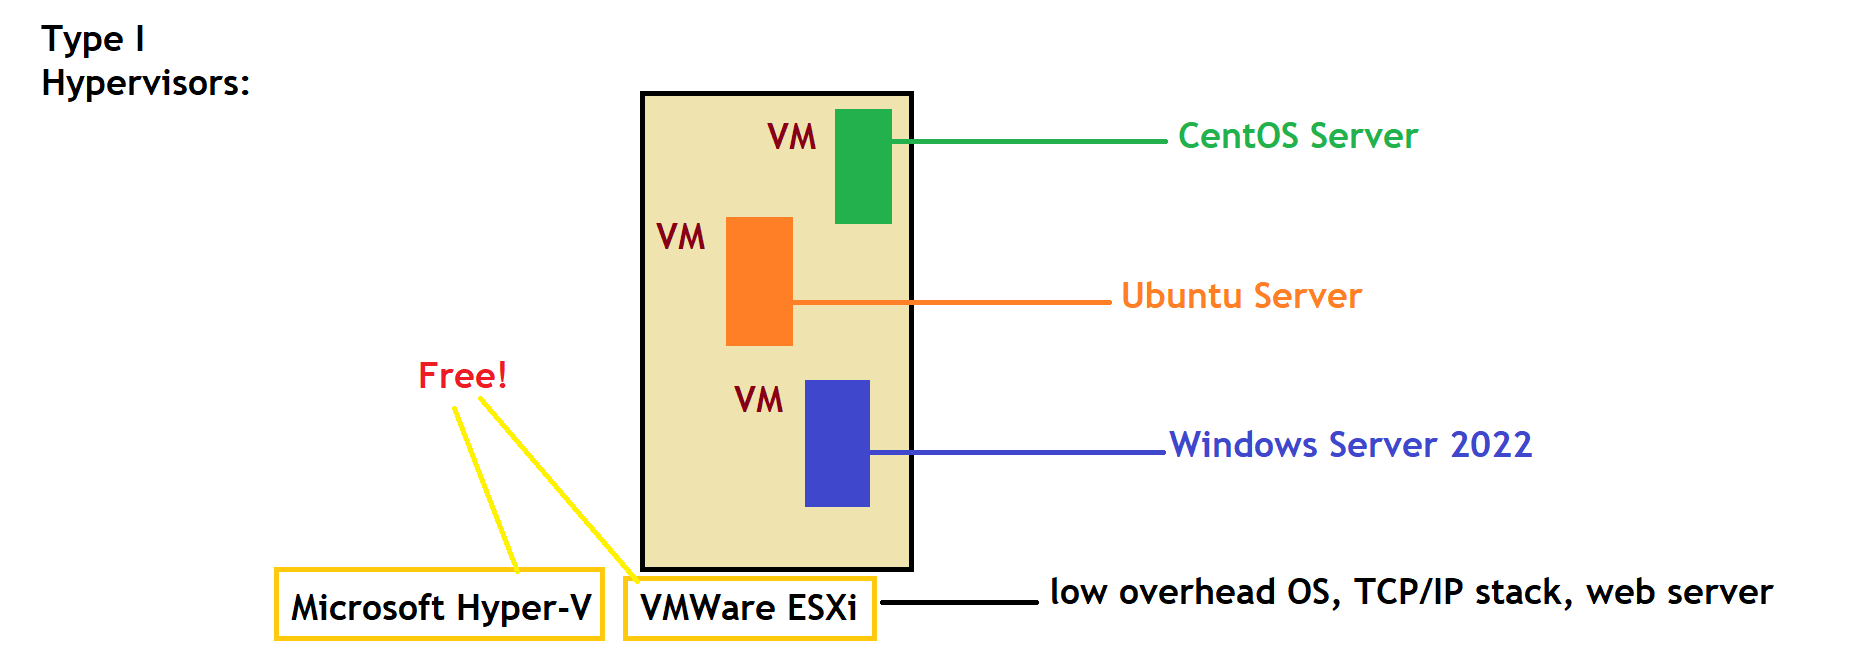 Type I
Hypervisors:
VM
CentOS Server
VM
Ubuntu Server
Free!
VM
Windows Server 2022
Microsoft Hyper-V
VMWare ESXi
low overhead OS, TCP/IP stack, web server